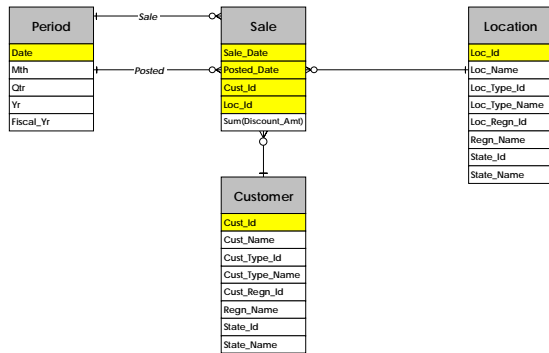 Period
Date
Mth
Qtr
Yr
Fiscal_Yr
Sale
Posted
Sale
Sale_Date
Posted_Date
Cust_Id
Loc_Id
Sum(Discount_Amt)
Location
Loc_Id
Loc_Name
Loc_Type_Id
Loc_Type_Name
Loc_Regn_Id
Regn_Name
State_Id
State_Name
Customer
Cust_Id
Cust_Name
Cust_Type_Id
Cust_Type_Name
Cust_Regn_Id
Regn_Name
State_Id
State_Name